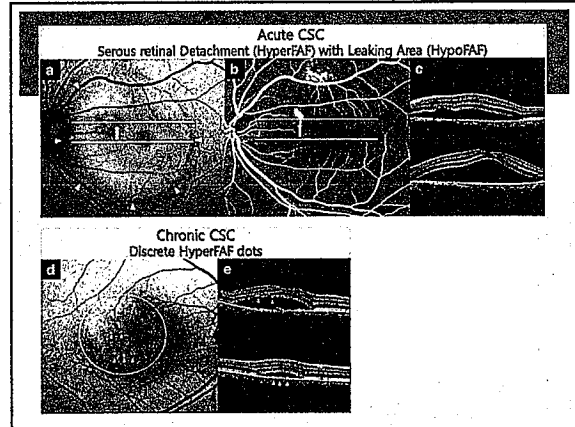 Acute CSC
Serous retinal Detachment (HyperFAF) with Leaking Area (HypoFAF)
a b c
Chronic CSC
Discrete HyperFAF dots
d e